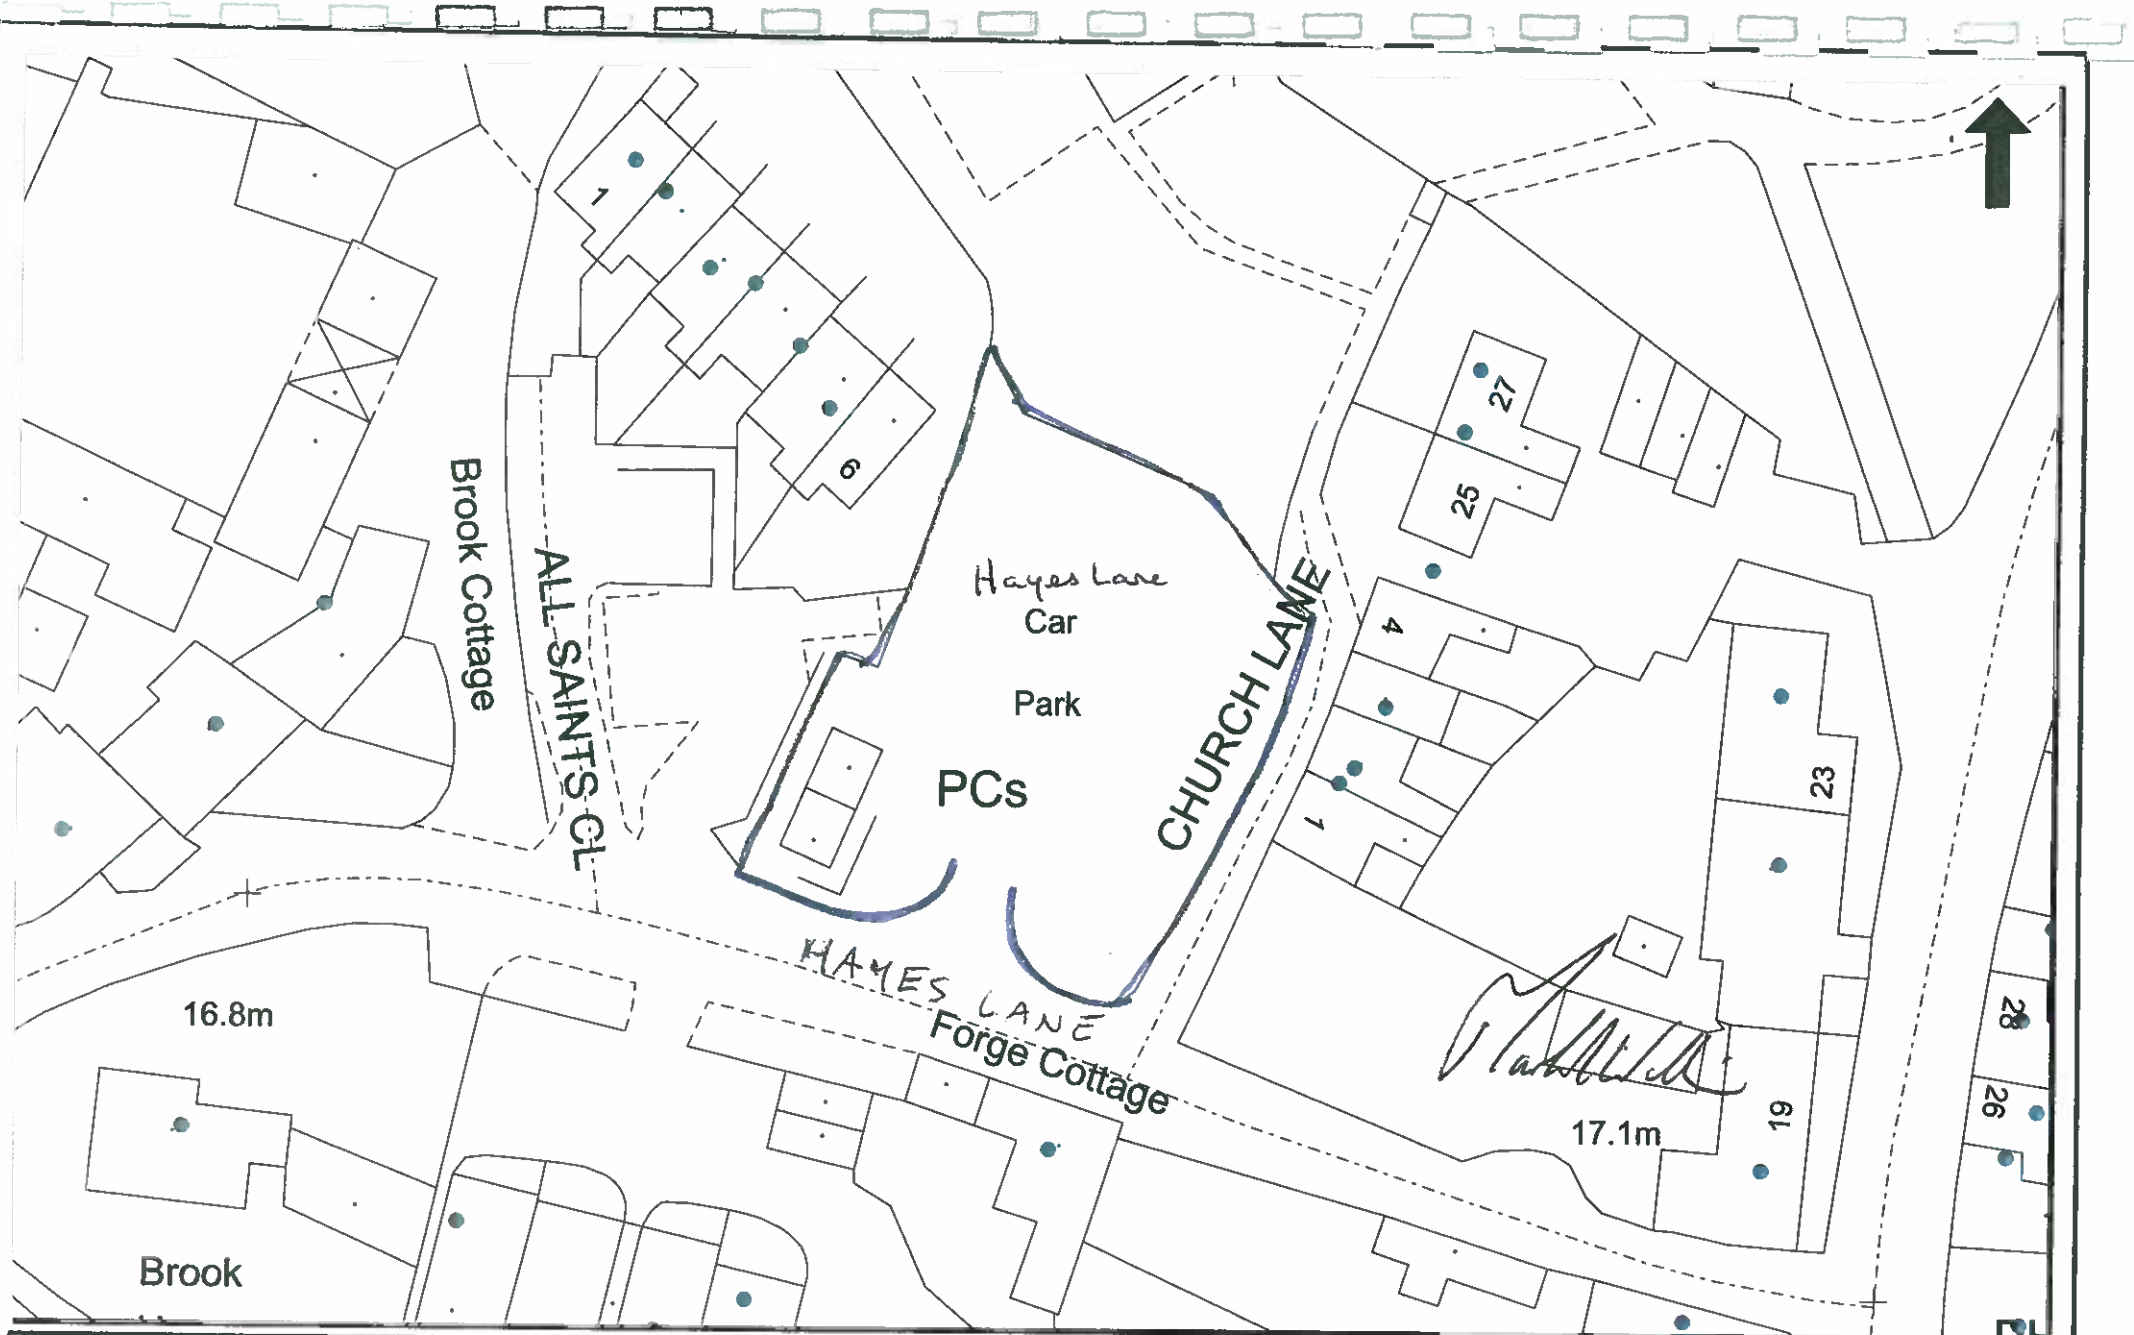 1
6
27
25
4
1
23
19
28
26
Brook Cottage
ALL SAINTS CL
Hayes Lane
Car
Park
PCs
CHURCH LANE
HAYES LANE
Forge Cottage
16.8m
17.1m
Brook